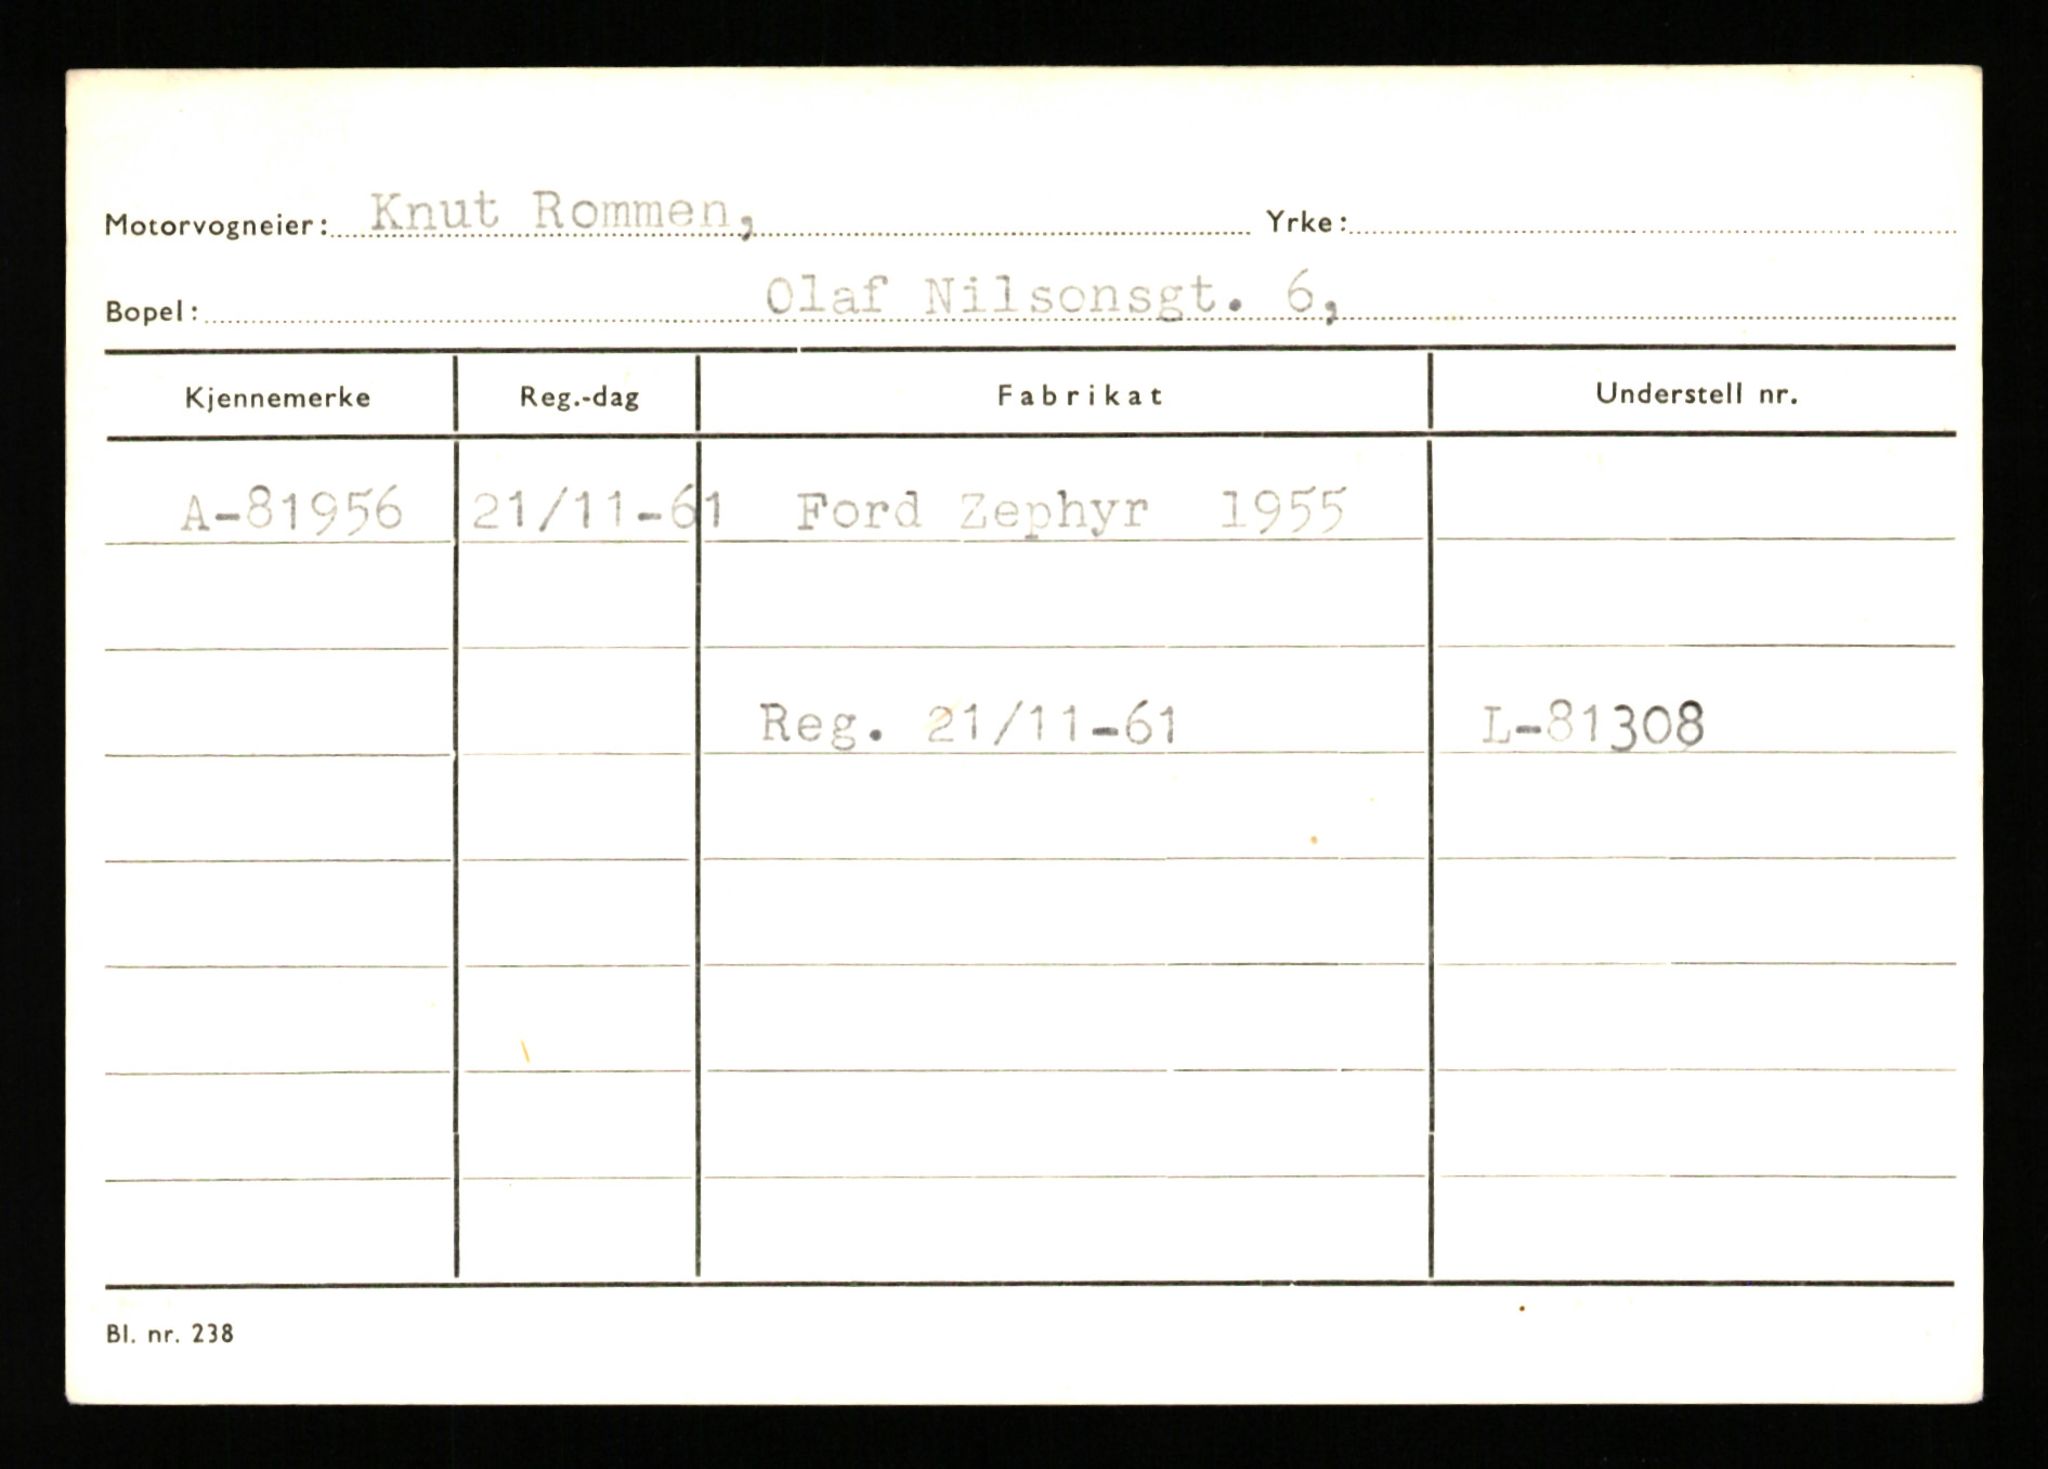 Motorvogneier: Knut Rommen, Yrke:
Bopel: Olaf Nilsonsgt. 6,
Kjennemerke Reg.-dag Fabrikat Understell nr.
A-81956 21/11-61 Ford Zephyr 1955
Reg. 21/11-61 L-81308
Bl. nr. 238